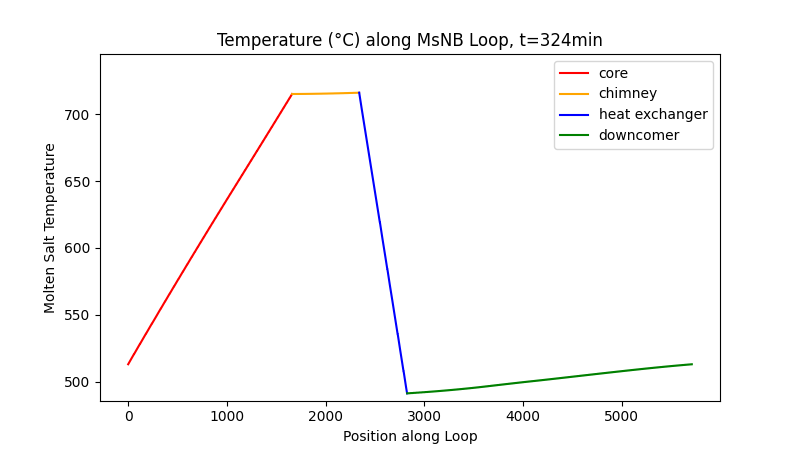 Temperature (°C) along MsNB Loop, t=324min
core
chimney
heat exchanger
downcomer
700
650
600
550
500
Molten Salt Temperature
0
1000
2000
3000
4000
5000
Position along Loop